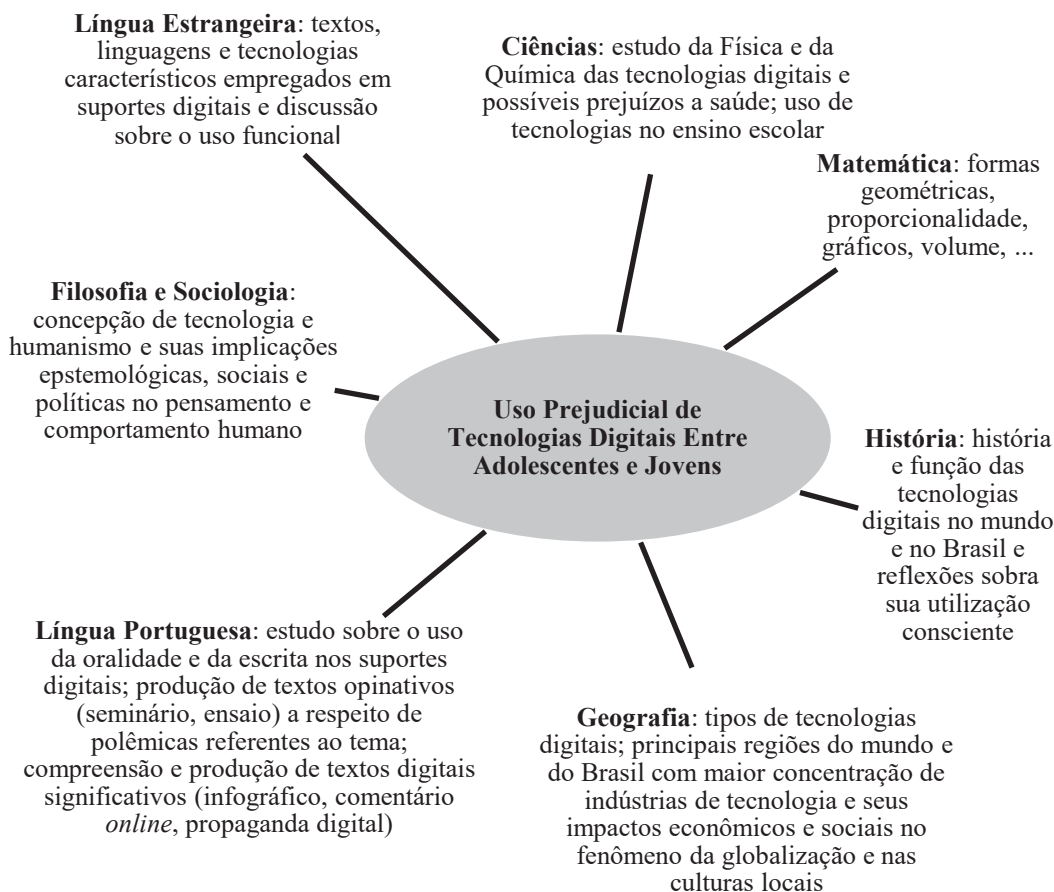 Língua Estrangeira: textos,
linguagens e tecnologias
característicos empregados em
suportes digitais e discussão
sobre o uso funcional
Ciências: estudo da Física e da
Química das tecnologias digitais e
possíveis prejuízos a saúde; uso de
tecnologias no ensino escolar
Matemática: formas
geométricas,
proporcionalidade,
gráficos, volume, ...
Filosofia e Sociologia:
concepção de tecnologia e
humanismo e suas implicações
epstemológicas, sociais e
políticas no pensamento e
comportamento humano
Uso Prejudicial de
Tecnologias Digitais Entre
Adolescentes e Jovens
História: história
e função das
tecnologias
digitais no mundo
e no Brasil e
reflexões sobra
sua utilização
consciente
Língua Portuguesa: estudo sobre o uso
da oralidade e da escrita nos suportes
digitais; produção de textos opinativos
(seminário, ensaio) a respeito de
polêmicas referentes ao tema;
compreensão e produção de textos digitais
significativos (infográfico, comentário
online, propaganda digital)
Geografia: tipos de tecnologias
digitais; principais regiões do mundo e
do Brasil com maior concentração de
indústrias de tecnologia e seus
impactos econômicos e sociais no
fenômeno da globalização e nas
culturas locais